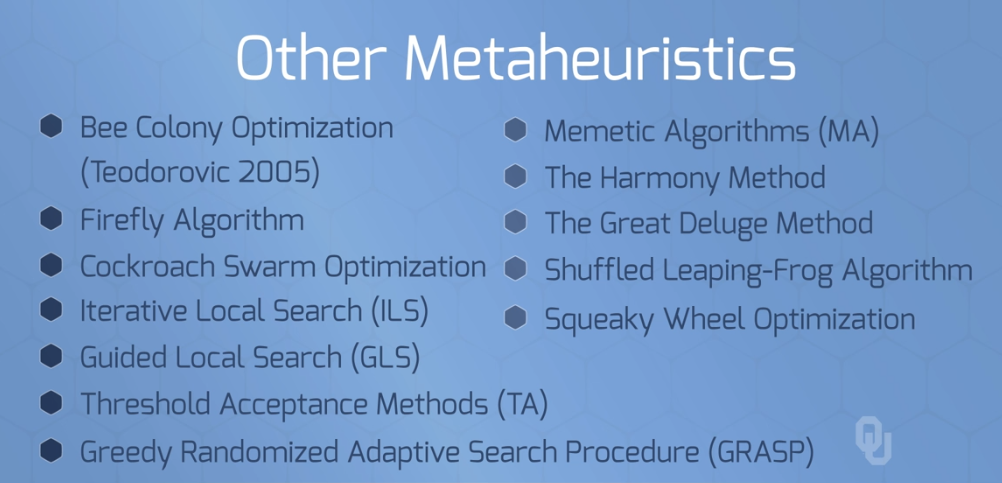 Other Metaheuristics
Bee Colony Optimization
(Teodorovic 2005)
Firefly Algorithm
Cockroach Swarm Optimization
Iterative Local Search (ILS)
Guided Local Search (GLS)
Threshold Acceptance Methods (TA)
Greedy Randomized Adaptive Search Procedure (GRASP)
Memetic Algorithms (MA)
The Harmony Method
The Great Deluge Method
Shuffled Leaping-Frog Algorithm
Squeaky Wheel Optimization
OU